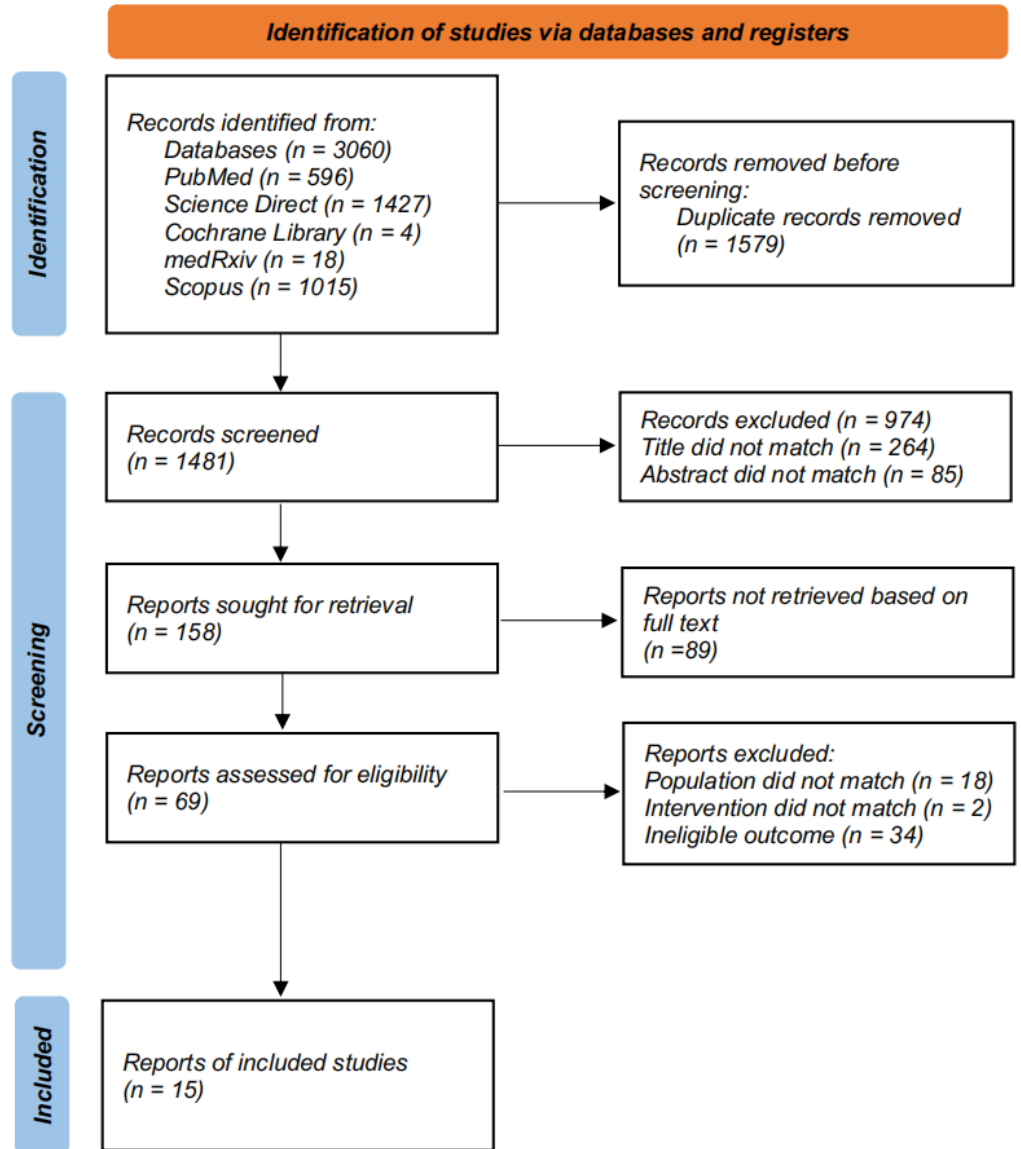 Identification of studies via databases and registers
Identification
Records identified from:
Databases (n = 3060)
PubMed (n = 596)
Science Direct (n = 1427)
Cochrane Library (n = 4)
medRxiv (n = 18)
Scopus (n = 1015)
Records removed before
screening:
Duplicate records removed
(n = 1579)
Screening
Records screened
(n = 1481)
Records excluded (n = 974)
Title did not match (n = 264)
Abstract did not match (n = 85)
Reports sought for retrieval
(n = 158)
Reports not retrieved based on
full text
(n =89)
Reports assessed for eligibility
(n = 69)
Reports excluded:
Population did not match (n = 18)
Intervention did not match (n = 2)
Ineligible outcome (n = 34)
Included
Reports of included studies
(n = 15)